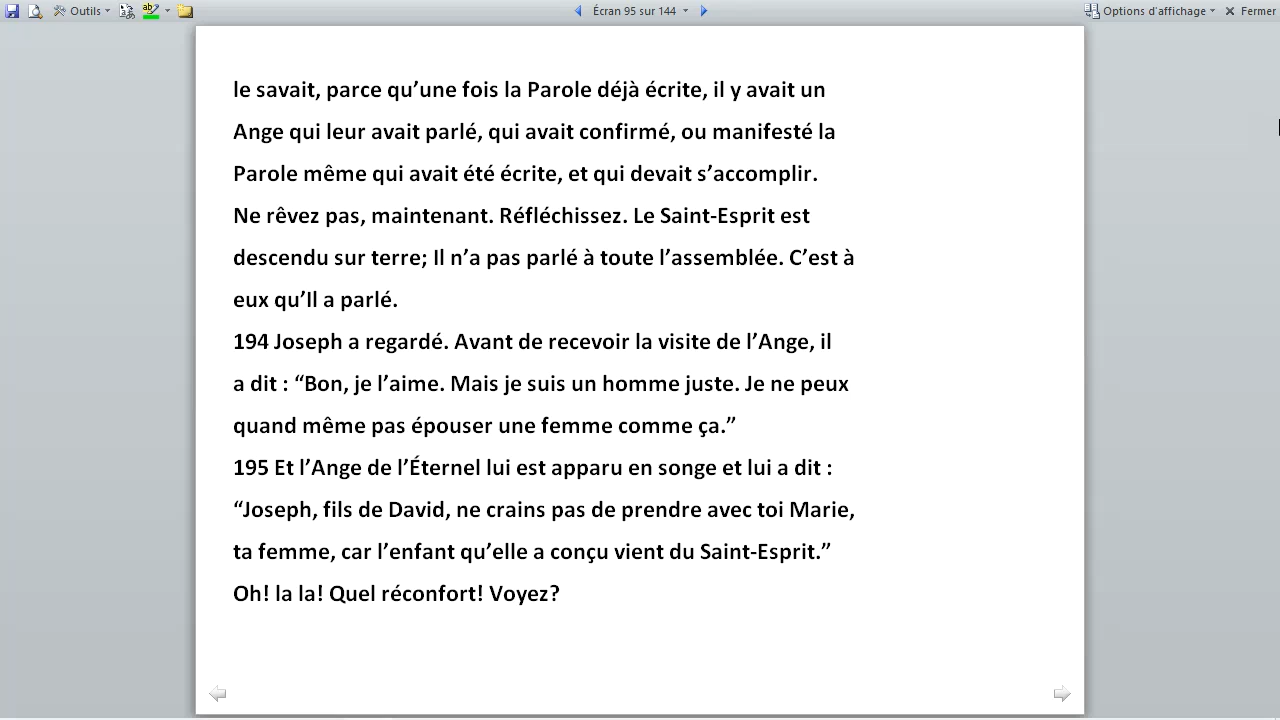 Outils
Écran 95 sur 144
Options d'affichage
Fermer
le savait, parce qu’une fois la Parole déjà écrite, il y avait un
Ange qui leur avait parlé, qui avait confirmé, ou manifesté la
Parole même qui avait été écrite, et qui devait s’accomplir.
Ne rêvez pas, maintenant. Réfléchissez. Le Saint-Esprit est
descendu sur terre; Il n’a pas parlé à toute l’assemblée. C’est à
eux qu’Il a parlé.
194 Joseph a regardé. Avant de recevoir la visite de l’Ange, il
a dit : “Bon, je l’aime. Mais je suis un homme juste. Je ne peux
quand même pas épouser une femme comme ça.”
195 Et l’Ange de l’Éternel lui est apparu en songe et lui a dit :
“Joseph, fils de David, ne crains pas de prendre avec toi Marie,
ta femme, car l’enfant qu’elle a conçu vient du Saint-Esprit.”
Oh! la la! Quel réconfort! Voyez?